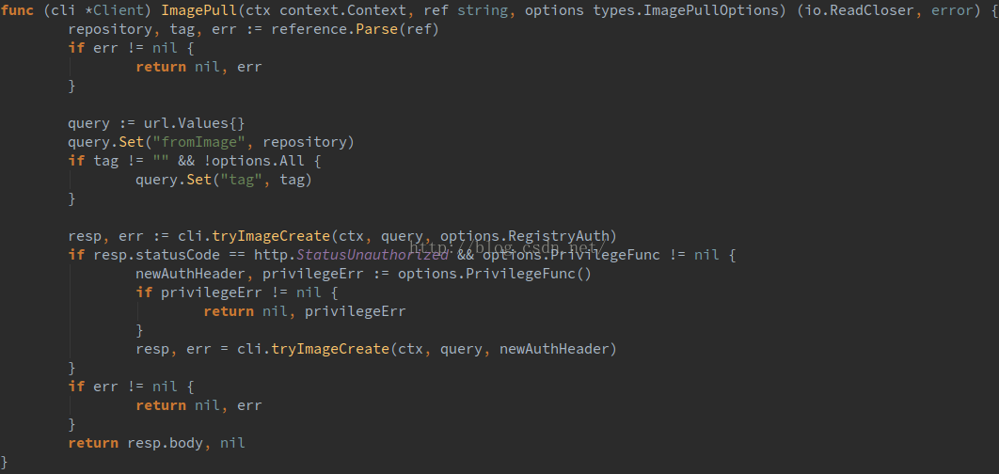 func (cli *Client) ImagePull(ctx context.Context, ref string, options types.ImagePullOptions) (io.ReadCloser, error) {
        repository, tag, err := reference.Parse(ref)
        if err != nil {
                return nil, err
        }

        query := url.Values{}
        query.Set("fromImage", repository)
        if tag != "" && !options.All {
                query.Set("tag", tag)
        }

        resp, err := cli.tryImageCreate(ctx, query, options.RegistryAuth)
        http://blog.csdn.net/
        if resp.statusCode == http.StatusUnauthorized && options.PrivilegeFunc != nil {
                newAuthHeader, privilegeErr := options.PrivilegeFunc()
                if privilegeErr != nil {
                        return nil, privilegeErr
                }
                resp, err = cli.tryImageCreate(ctx, query, newAuthHeader)
        }
        if err != nil {
                return nil, err
        }
        return resp.body, nil
}